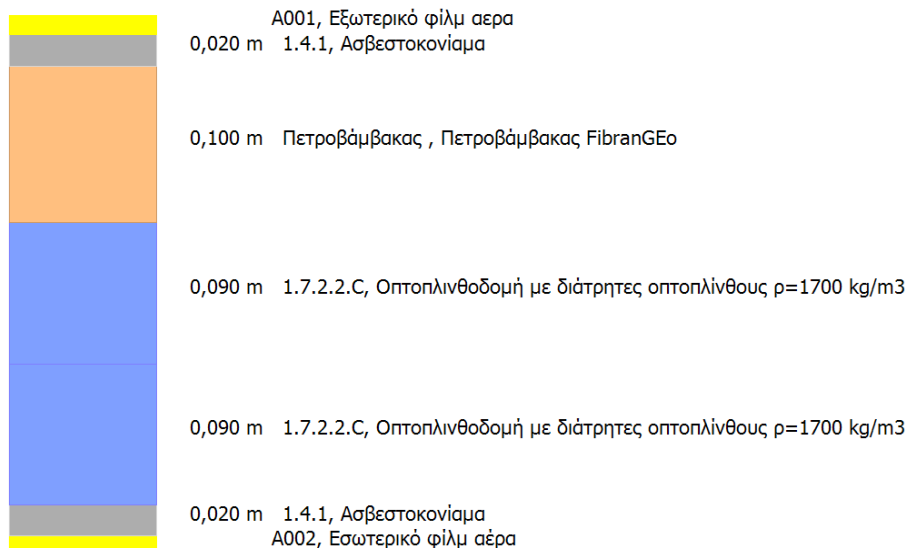 A001, Εξωτερικό φίλμ αερα
0,020 m 1.4.1, Ασβεστοκονίαμα
0,100 m Πετροβάμβακας , Πετροβάμβακας FibranGEo
0,090 m 1.7.2.2.C, Οπτοπλινθοδομή με διάτρητες οπτοπλίνθους ρ=1700 kg/m3
0,090 m 1.7.2.2.C, Οπτοπλινθοδομή με διάτρητες οπτοπλίνθους ρ=1700 kg/m3
0,020 m 1.4.1, Ασβεστοκονίαμα
A002, Εσωτερικό φίλμ αέρα